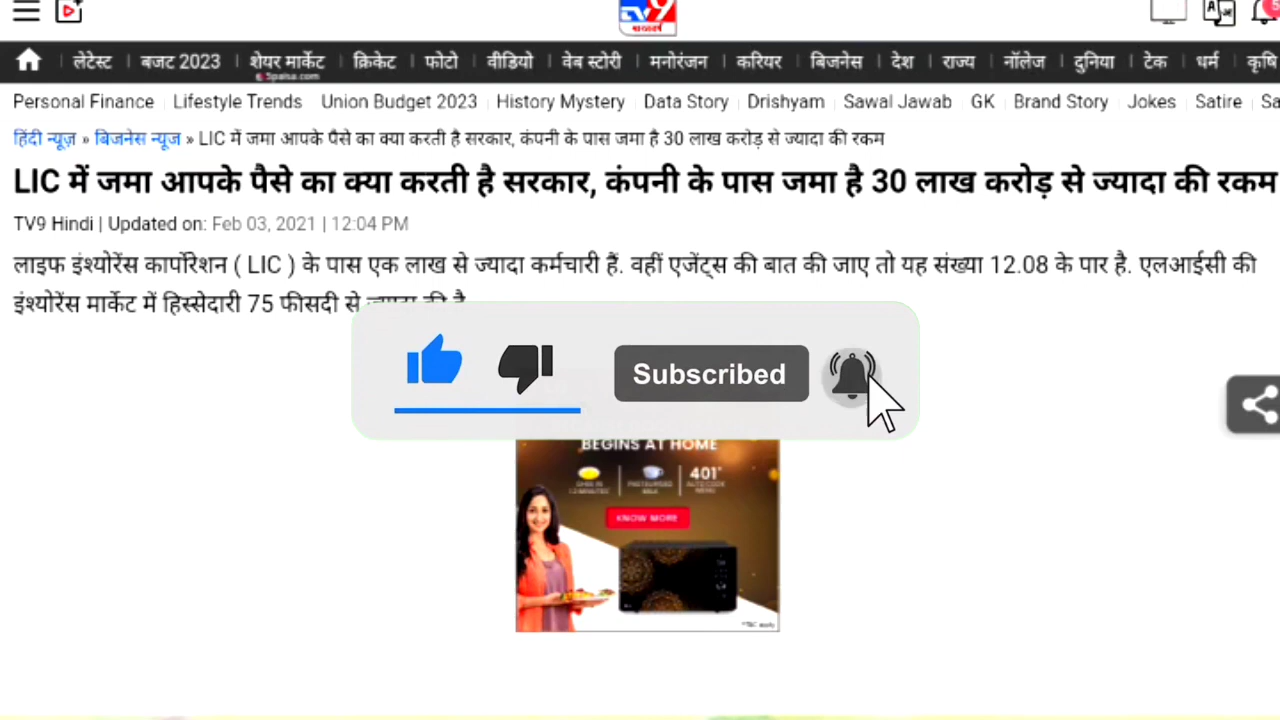 TV9
लेटेस्ट बजट 2023 शेयर मार्केट क्रिकेट फोटो वीडियो वेब स्टोरी मनोरंजन करियर बिजनेस देश राज्य नॉलेज दुनिया टेक धर्म कृषि
5paisa.com
Personal Finance Lifestyle Trends Union Budget 2023 History Mystery Data Story Drishyam Sawal Jawab GK Brand Story Jokes Satire
हिंदी न्यूज़ » बिजनेस न्यूज » LIC में जमा आपके पैसे का क्या करती है सरकार, कंपनी के पास जमा है 30 लाख करोड़ से ज्यादा की रकम
LIC में जमा आपके पैसे का क्या करती है सरकार, कंपनी के पास जमा है 30 लाख करोड़ से ज्यादा की रकम
TV9 Hindi | Updated on: Feb 03, 2021 | 12:04 PM
लाइफ इंश्योरेंस कार्पोरेशन ( LIC ) के पास एक लाख से ज्यादा कर्मचारी हैं. वहीं एजेंट्स की बात की जाए तो यह संख्या 12.08 के पार है. एलआईसी की
इंश्योरेंस मार्केट में हिस्सेदारी 75 फीसदी से ज्यादा की है
Subscribed
BEGINS AT HOME
401
KNOW MORE